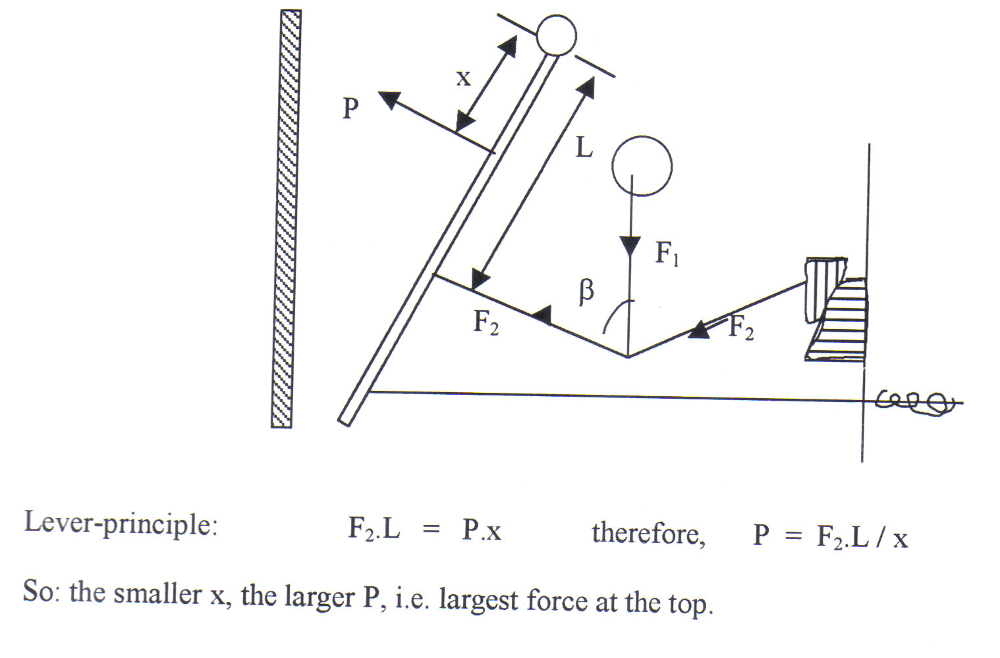 x
P
L
F₁
β
F₂
F₂
Lever-principle: F₂.L = P.x therefore, P = F₂.L / x
So: the smaller x, the larger P, i.e. largest force at the top.